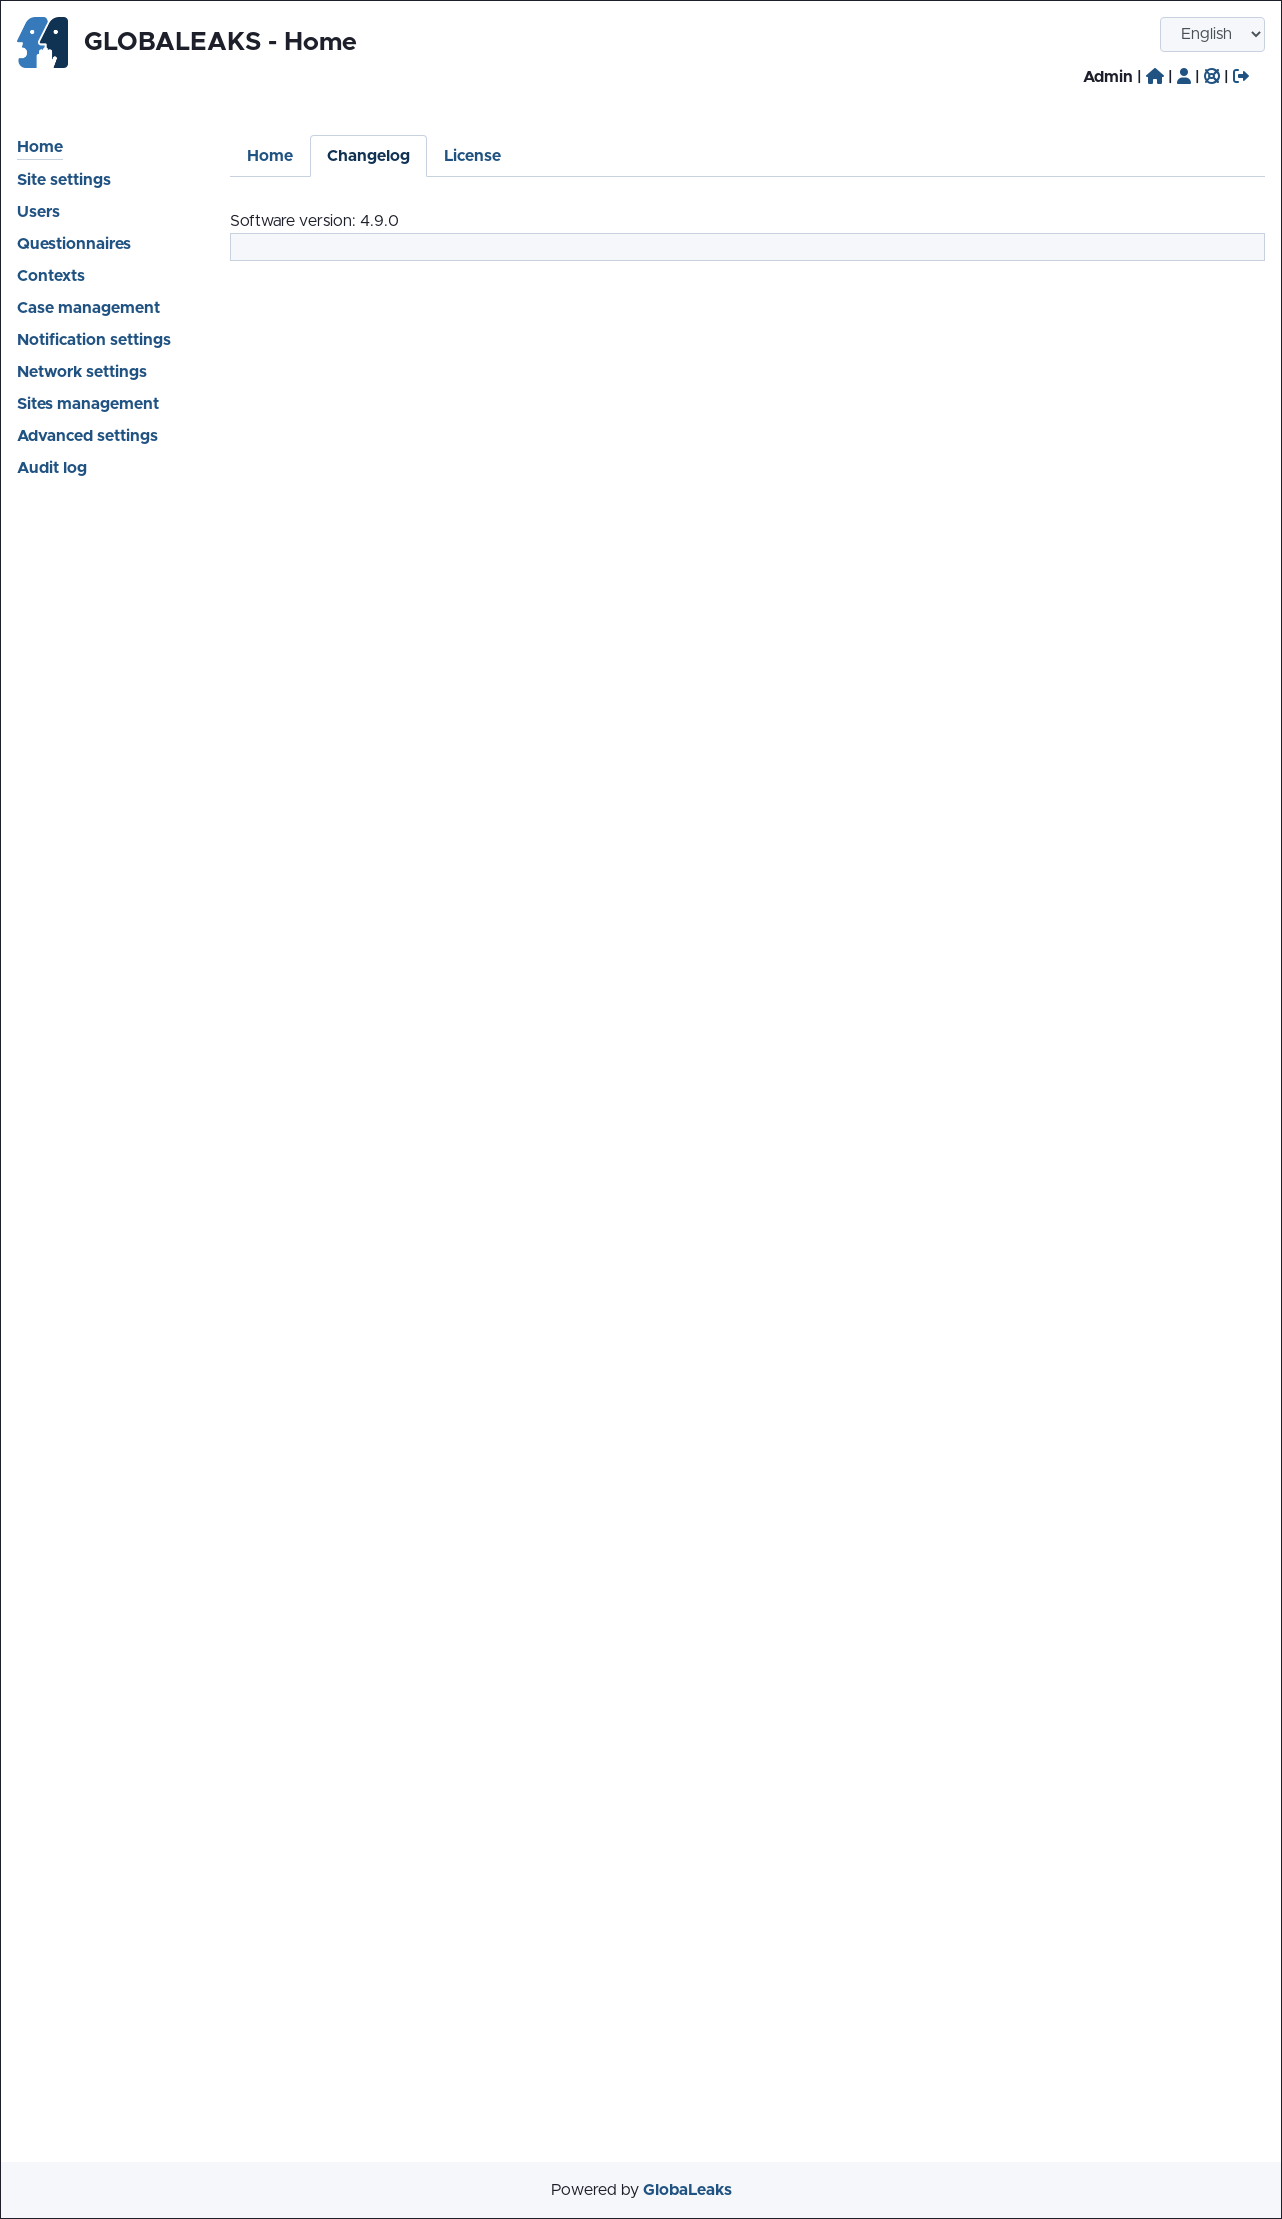 GLOBALEAKS - Home
English
Admin | | | |
Home
Site settings
Users
Questionnaires
Contexts
Case management
Notification settings
Network settings
Sites management
Advanced settings
Audit log
Home Changelog License
Software version: 4.9.0
Powered by GlobaLeaks